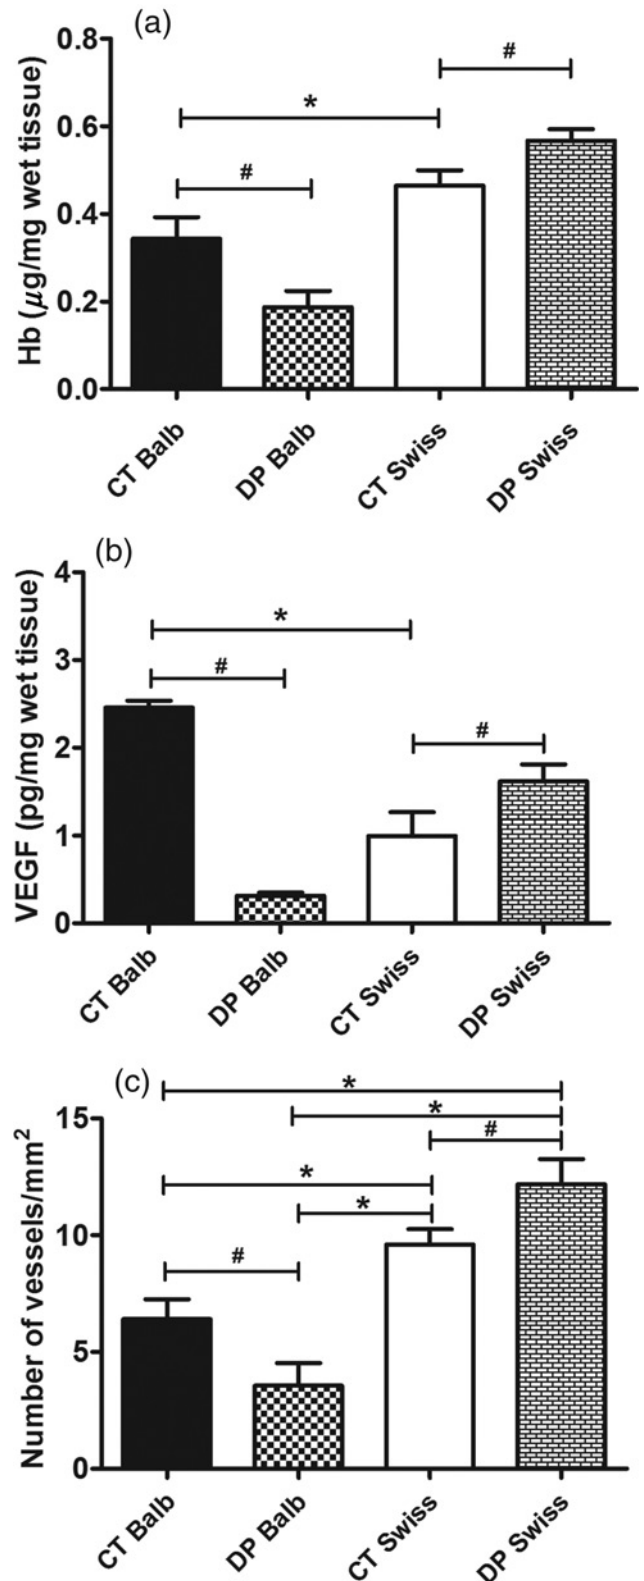 (a)
Hb (μg/mg wet tissue)
0.8
0.6
0.4
0.2
0.0
#
*
#
CT Balb
DP Balb
CT Swiss
DP Swiss
(b)
VEGF (pg/mg wet tissue)
4
3
2
1
0
*
#
#
CT Balb
DP Balb
CT Swiss
DP Swiss
(c)
Number of vessels/mm²
15
10
5
0
*
*
#
*
*
#
CT Balb
DP Balb
CT Swiss
DP Swiss